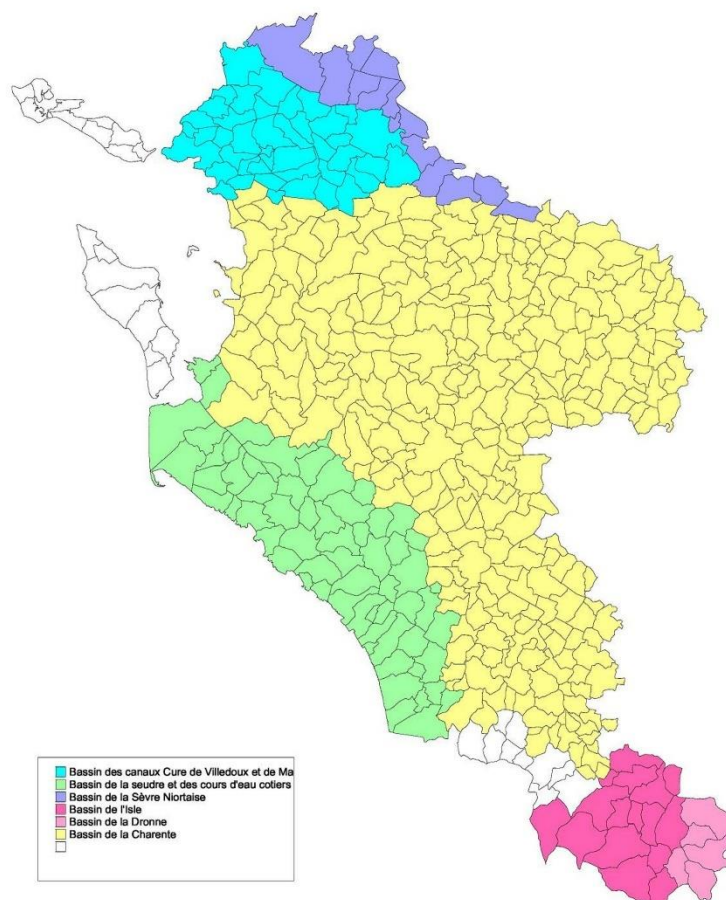 Bassin des canaux Cure de Villedoux et de Ma
Bassin de la seudre et des cours d'eau cotiers
Bassin de la Sèvre Niortaise
Bassin de l'Isle
Bassin de la Dronne
Bassin de la Charente